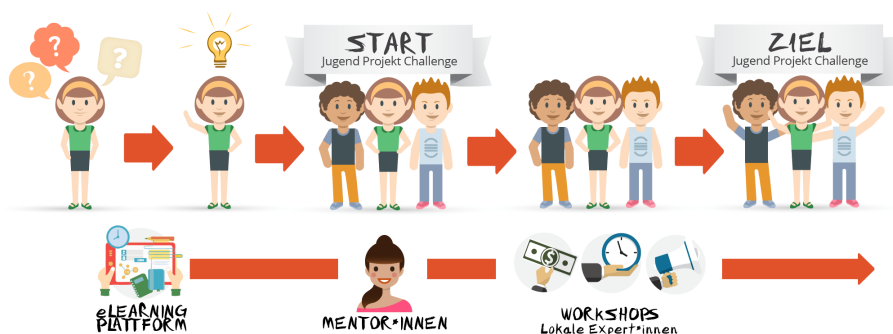 ?
?
?
START
Jugend Projekt Challenge
ZIEL
Jugend Projekt Challenge
$
eLEARNING
PLATTFORM
MENTOR*INNEN
WORKSHOPS
Lokale Expert*innen